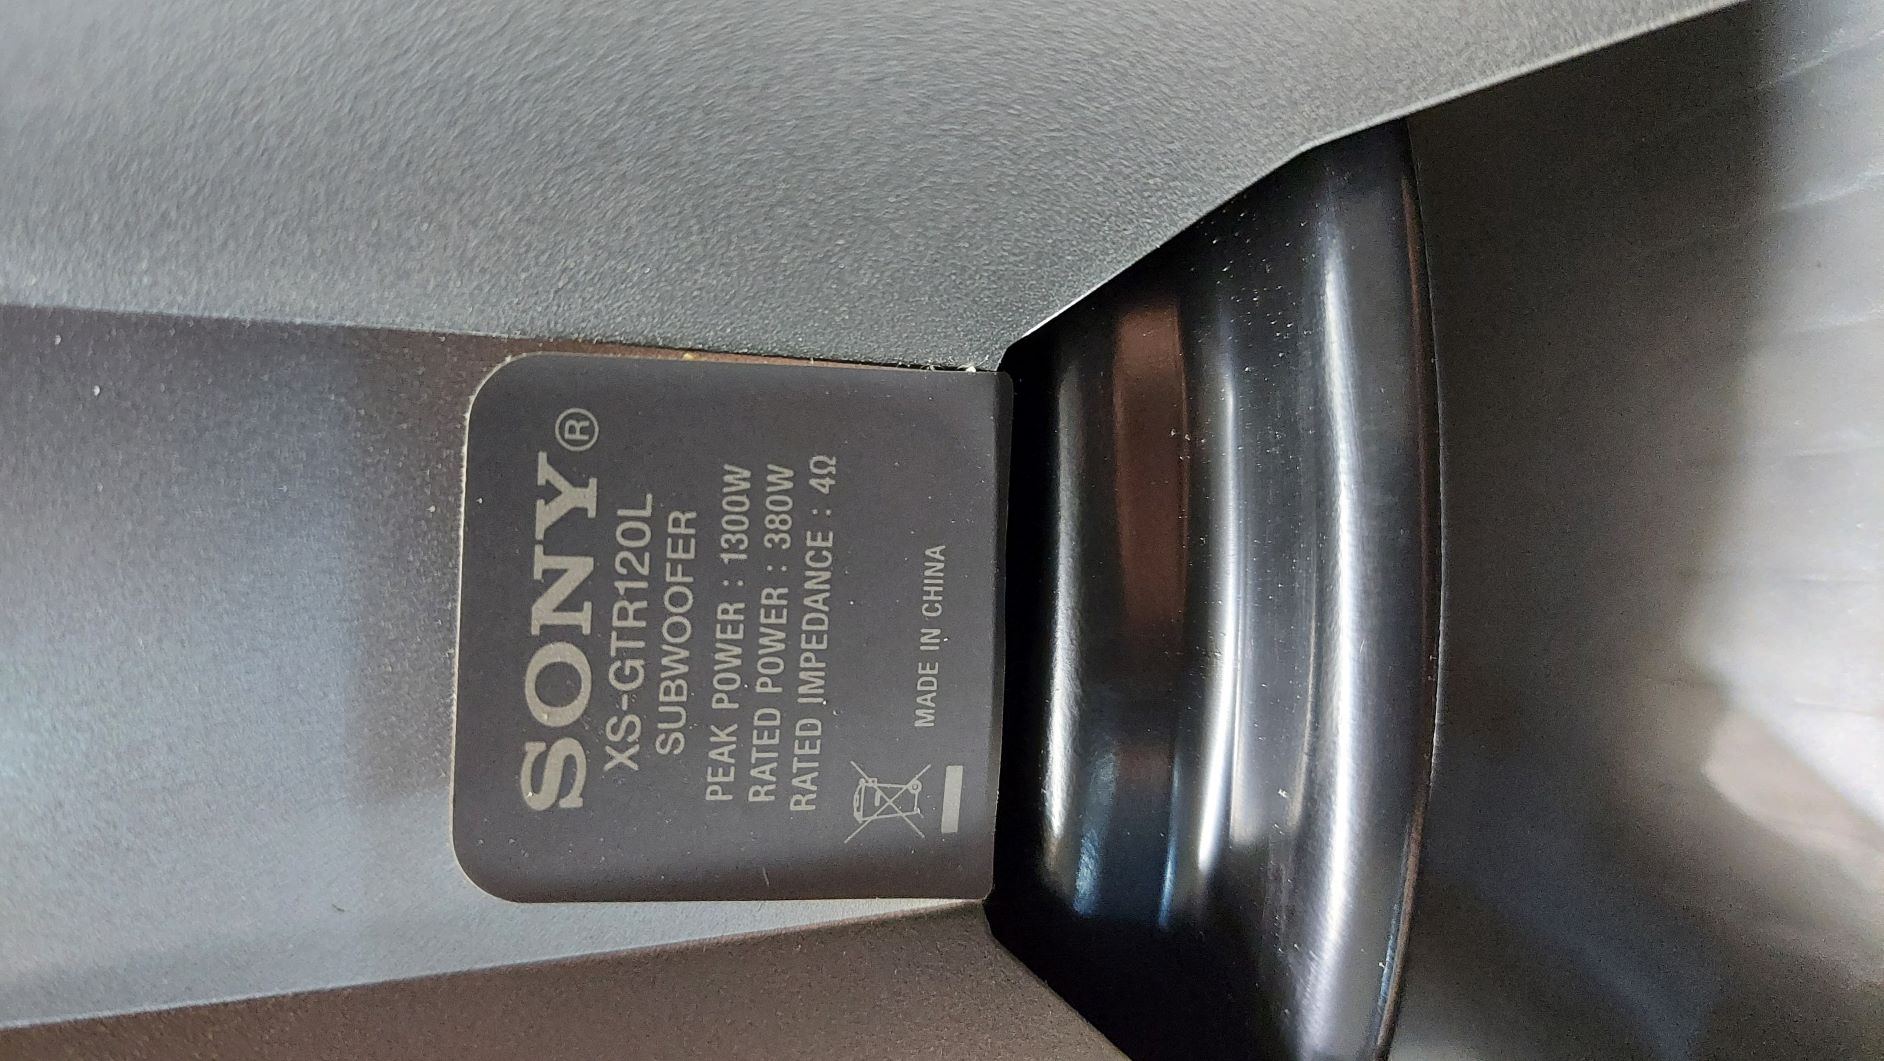 SONY®
XS-GTR120L
SUBWOOFER
PEAK POWER : 1300W
RATED POWER : 380W
RATED IMPEDANCE : 4Ω
MADE IN CHINA